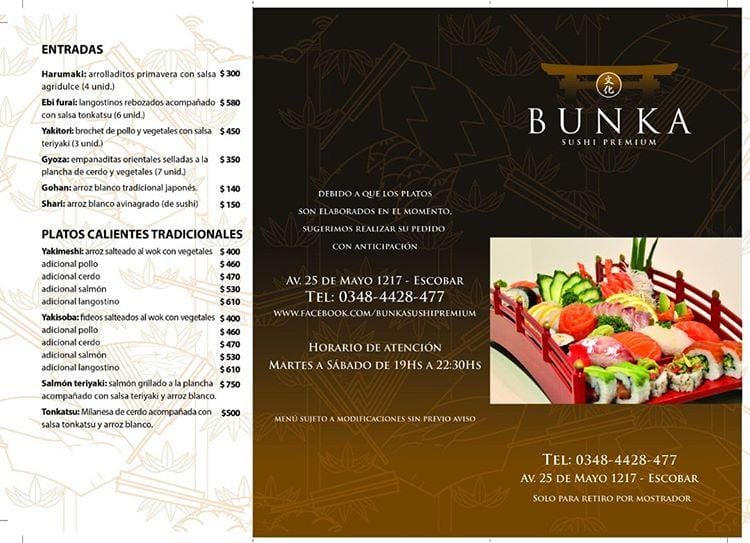 ENTRADAS
Harumaki: arrolladitos primavera con salsa $300
agridulce (4 unid.)
Ebi furai: langostinos rebozados acompañado $580
con salsa tonkatsu (6 unid.)
Yakitori: brochet de pollo y vegetales con salsa $450
teriyaki (3 unid.)
Gyoza: empanaditas orientales selladas a la $350
plancha de cerdo y vegetales (7 unid.)
Gohan: arroz blanco tradicional japonés. $140
Shari: arroz blanco avinagrado (de sushi) $150
PLATOS CALIENTES TRADICIONALES
Yakimeshi: arroz salteado al wok con vegetales $400
adicional pollo $460
adicional cerdo $470
adicional salmón $530
adicional langostino $610
Yakisoba: fideos salteados al wok con vegetales $400
adicional pollo $460
adicional cerdo $470
adicional salmón $530
adicional langostino $610
Salmón teriyaki: salmón grillado a la plancha $750
acompañado con salsa teriyaki y arroz blanco.
Tonkatsu: Milanesa de cerdo acompañada con $500
salsa tonkatsu y arroz blanco.
DEBIDO A QUE LOS PLATOS
SON ELABORADOS EN EL MOMENTO,
SUGERIMOS REALIZAR SU PEDIDO
CON ANTICIPACIÓN
AV. 25 DE MAYO 1217 - ESCOBAR
TEL: 0348-4428-477
WWW.FACEBOOK.COM/BUNKASUSHIPREMIUM
HORARIO DE ATENCIÓN
MARTES A SÁBADO DE 19HS A 22:30HS
MENÚ SUJETO A MODIFICACIONES SIN PREVIO AVISO
文化
BUNKA
SUSHI PREMIUM
TEL: 0348-4428-477
AV. 25 DE MAYO 1217 - ESCOBAR
SOLO PARA RETIRO POR MOSTRADOR